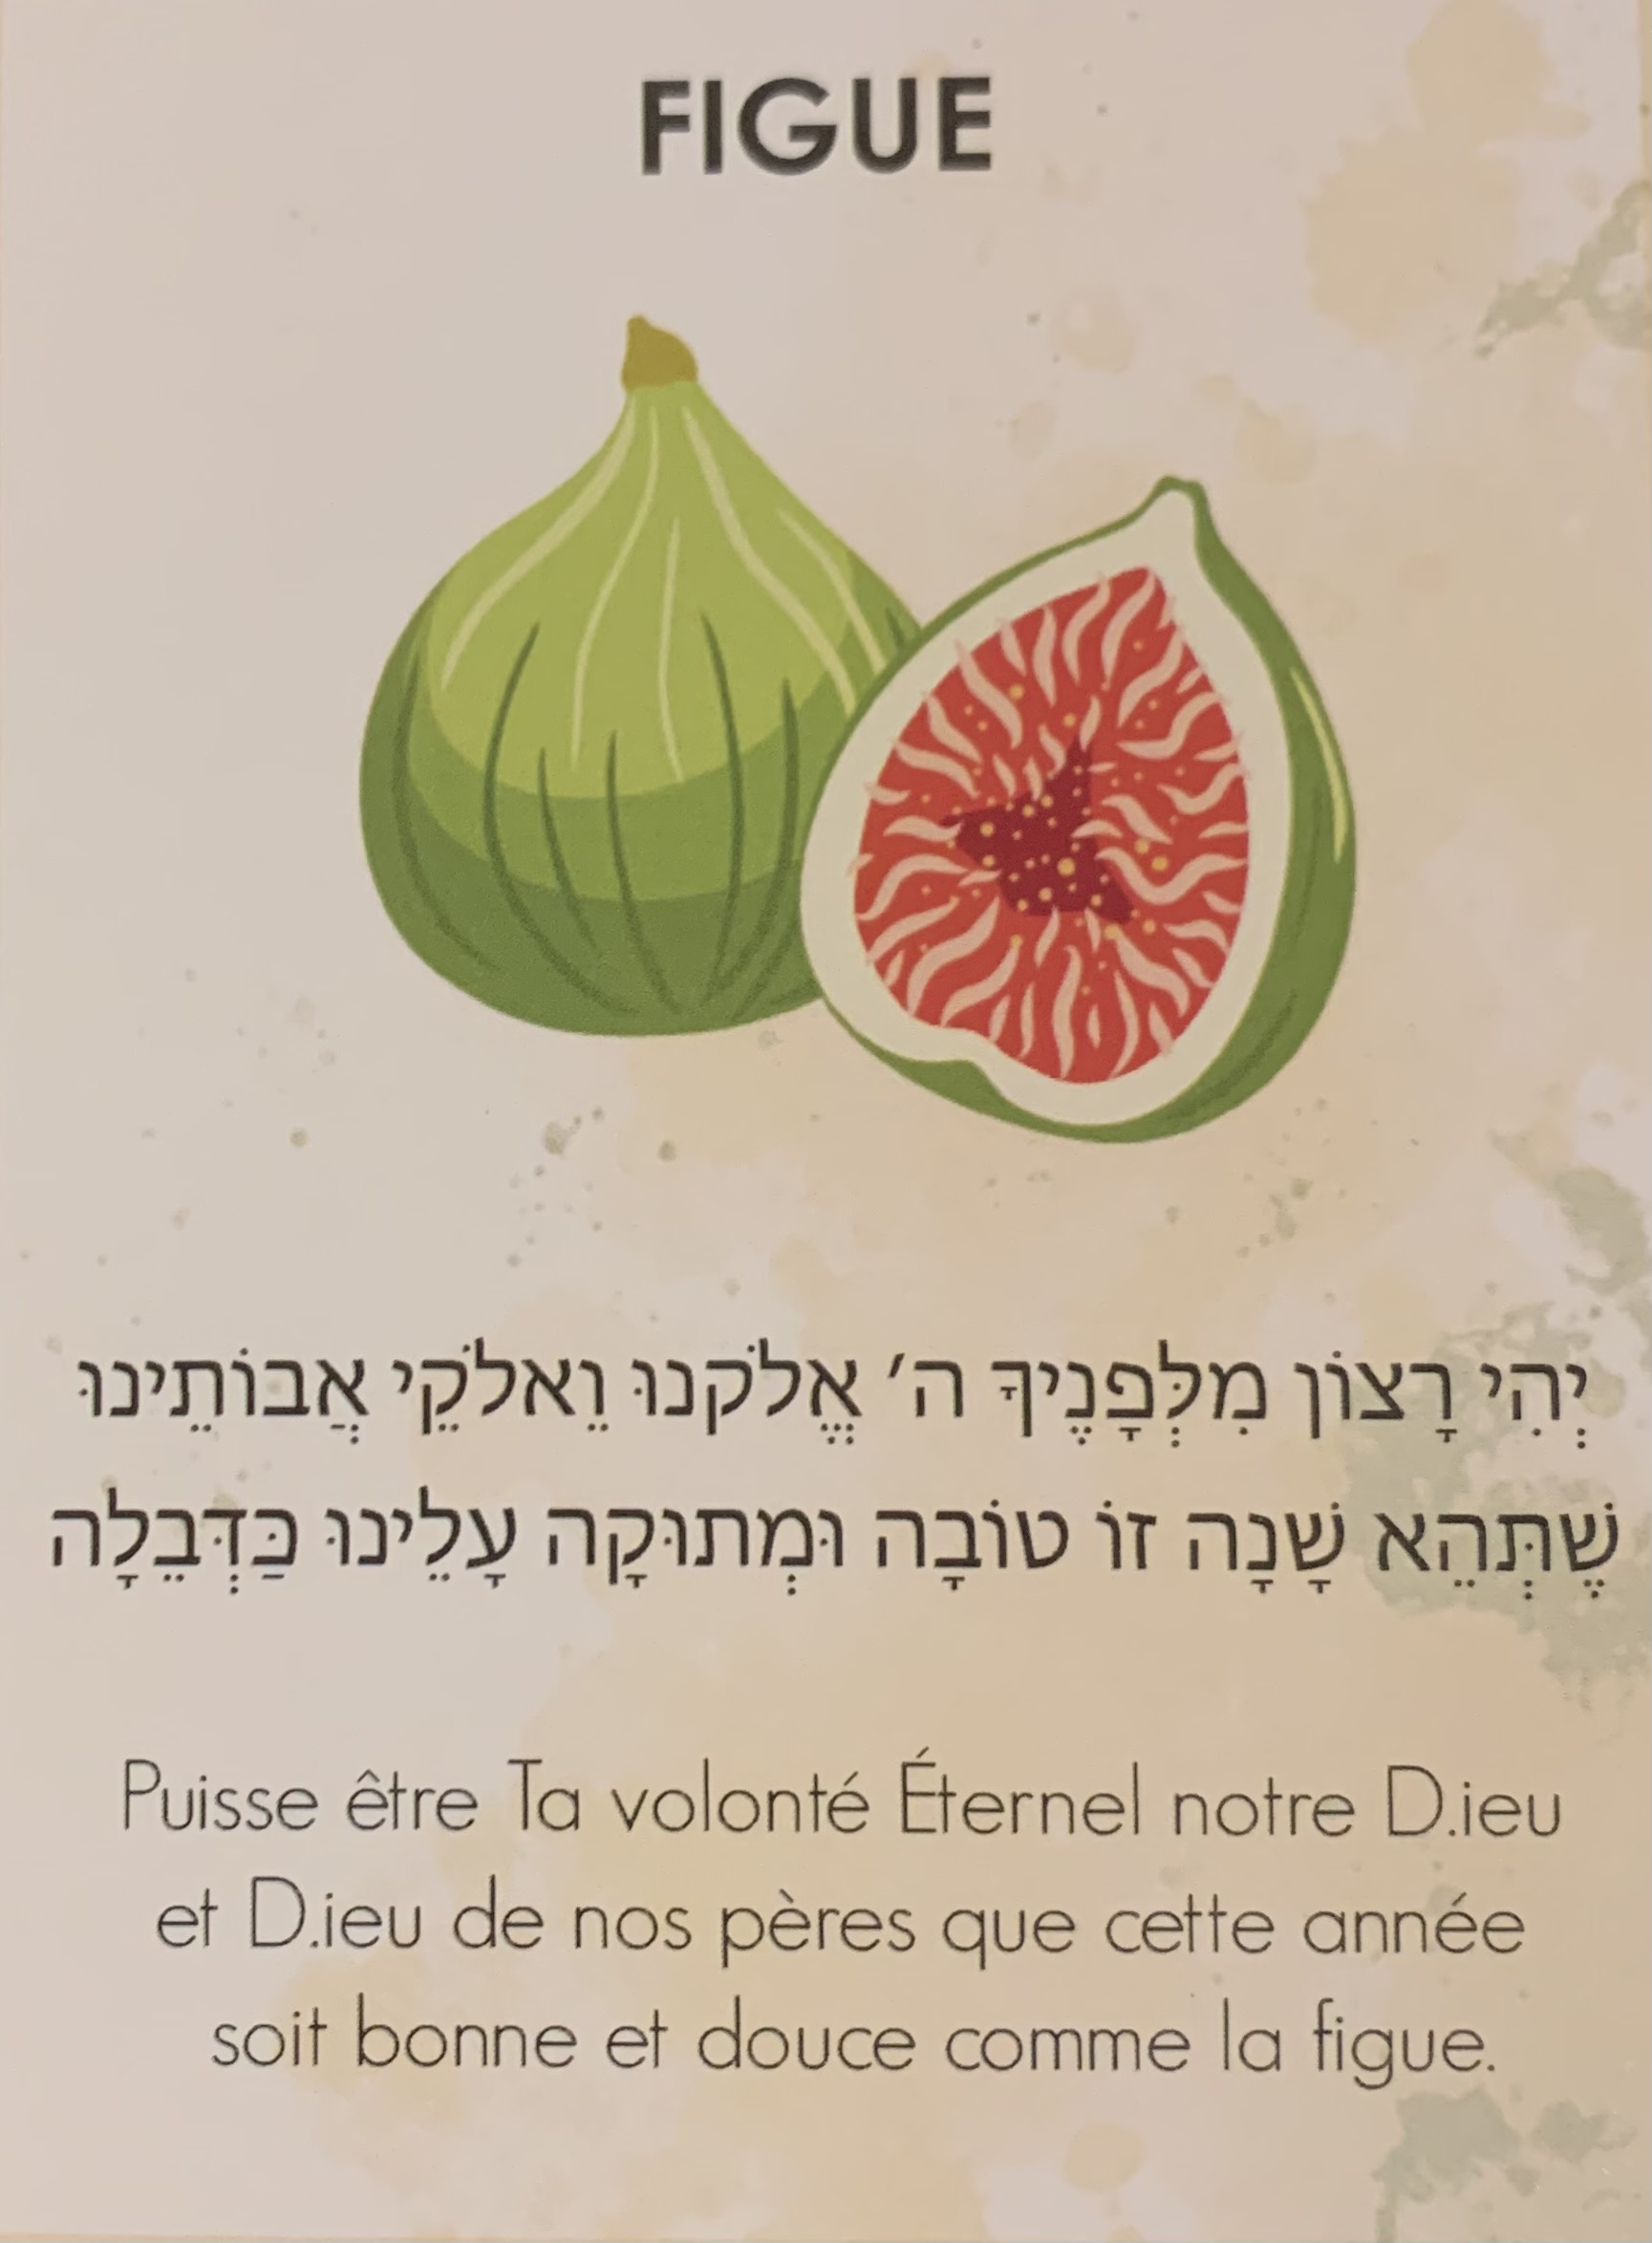 FIGUE
יְהִי רָצוֹן מִלְּפָנֶיךָ ה׳ אֱלֹקנוּ וֵאלֹקֵי אֲבוֹתֵינוּ
שֶׁתְּהֵא שָׁנָה זוֹ טוֹבָה וּמְתוּקָה עָלֵינוּ כַּדְּבֵלָה
Puisse être Ta volonté Éternel notre D.ieu
et D.ieu de nos pères que cette année
soit bonne et douce comme la figue.